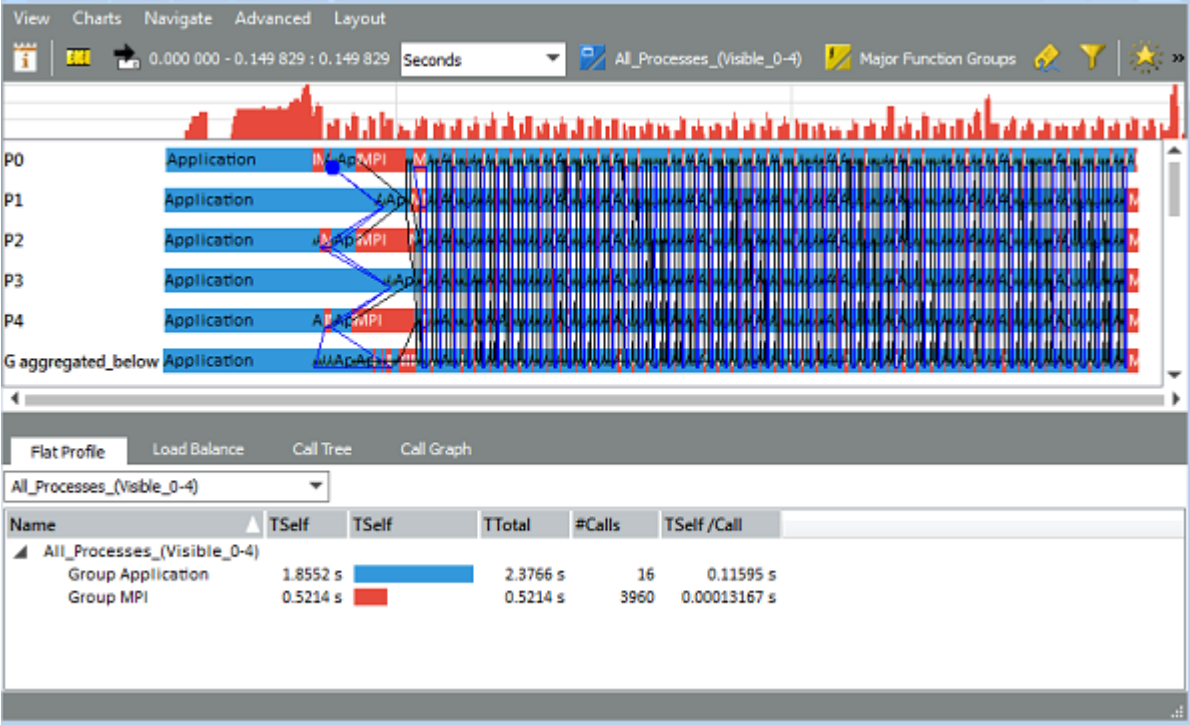 View Charts Navigate Advanced Layout
0.000 000 - 0.149 829 : 0.149 829 Seconds All_Processes_(Visible_0-4) Major Function Groups »
P0 Application MPI
P1 Application
P2 Application MPI
P3 Application
P4 Application MPI
G aggregated_below Application
Flat Profile Load Balance Call Tree Call Graph
All_Processes_(Visible_0-4)
Name TSelf TSelf TTotal #Calls TSelf /Call
All_Processes_(Visible_0-4)
Group Application 1.8552 s 2.3766 s 16 0.11595 s
Group MPI 0.5214 s 0.5214 s 3960 0.00013167 s